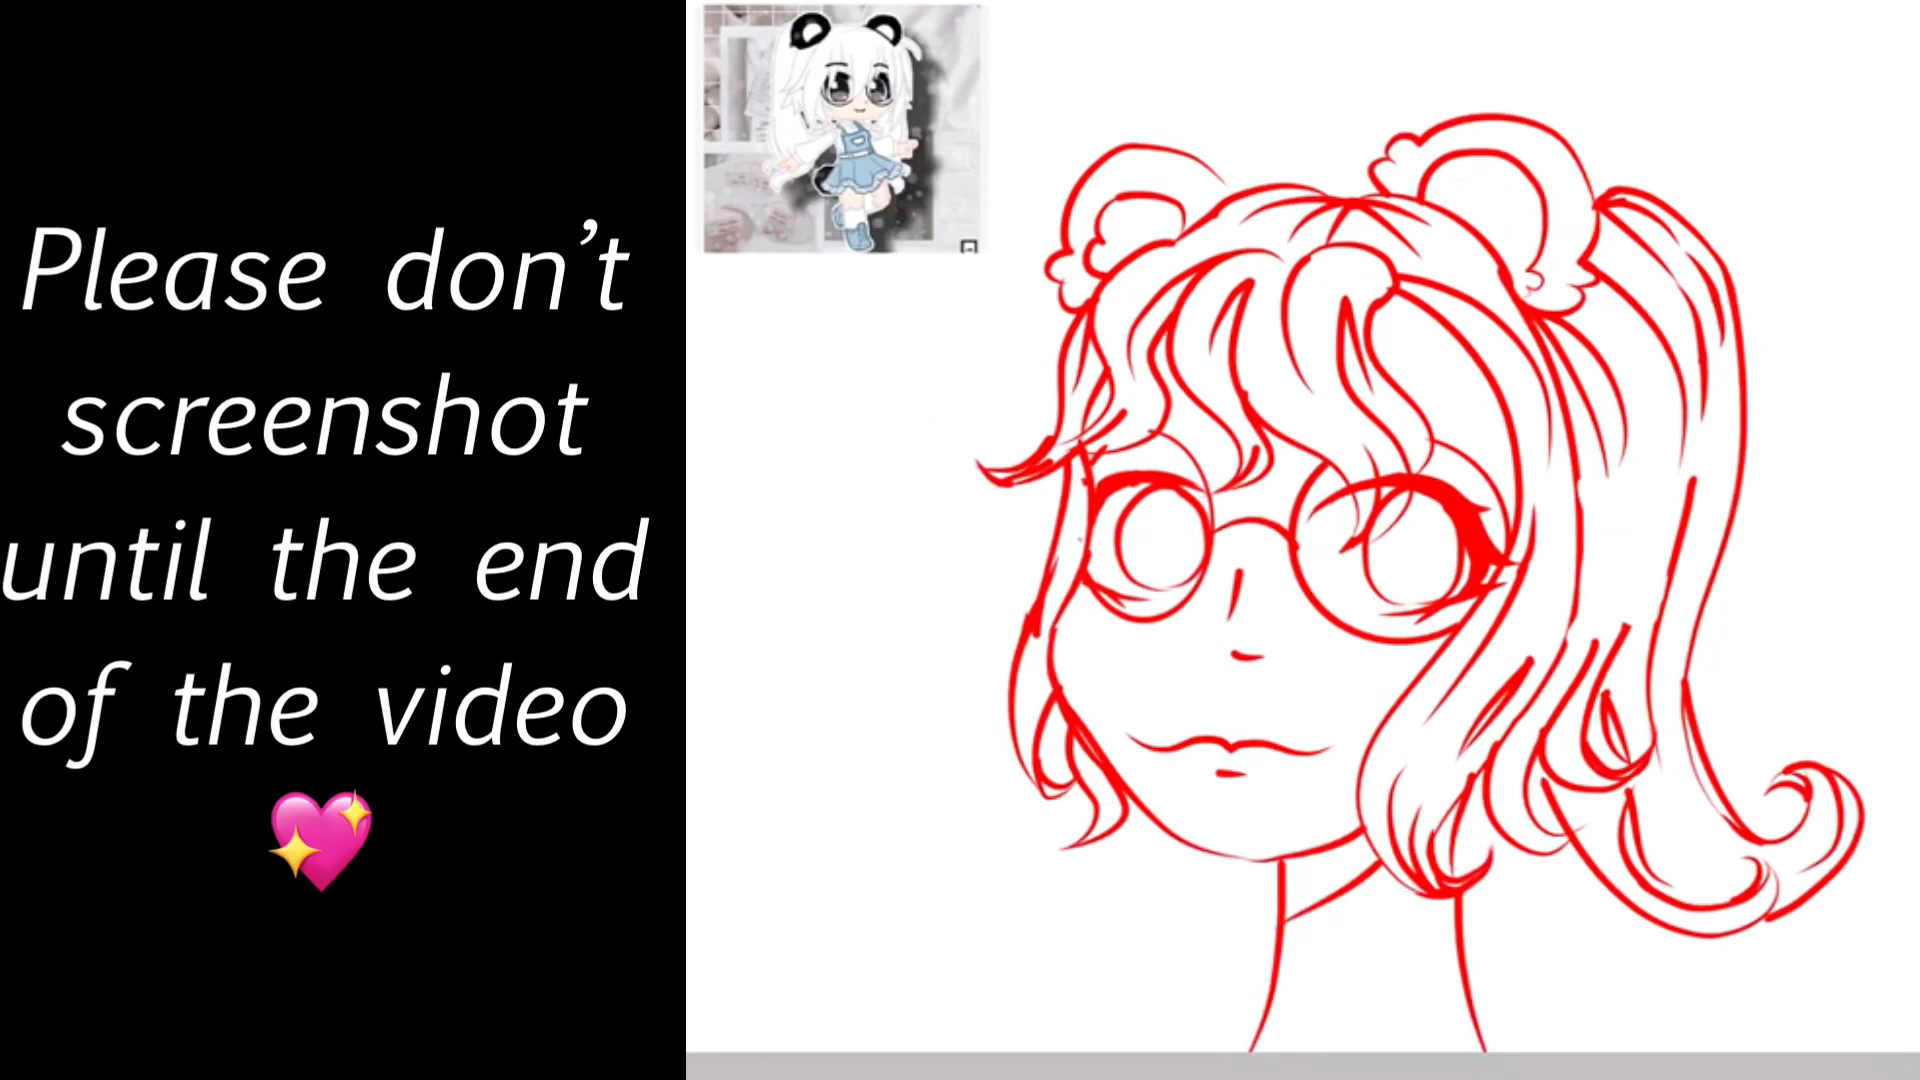 Please don’t
screenshot
until the end
of the video
💖